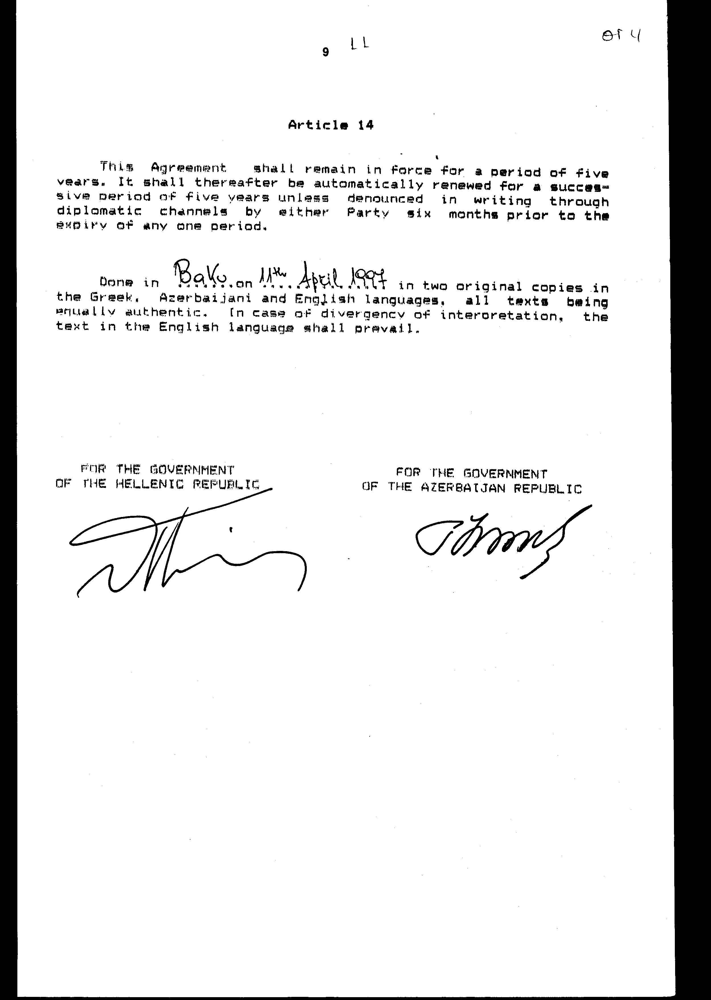 9
Article 14
This Agreement shall remain in force for a period of five
years. It shall thereafter be automatically renewed for a succes-
sive period of five years unless denounced in writing through
diplomatic channels by either Party six months prior to the
expiry of any one period.
Done in Baku on 11th April 1997 in two original copies in
the Greek, Azerbaijani and English languages, all texts being
equally authentic. In case of divergency of interpretation, the
text in the English language shall prevail.
FOR THE GOVERNMENT
OF THE HELLENIC REPUBLIC
FOR THE GOVERNMENT
OF THE AZERBAIJAN REPUBLIC